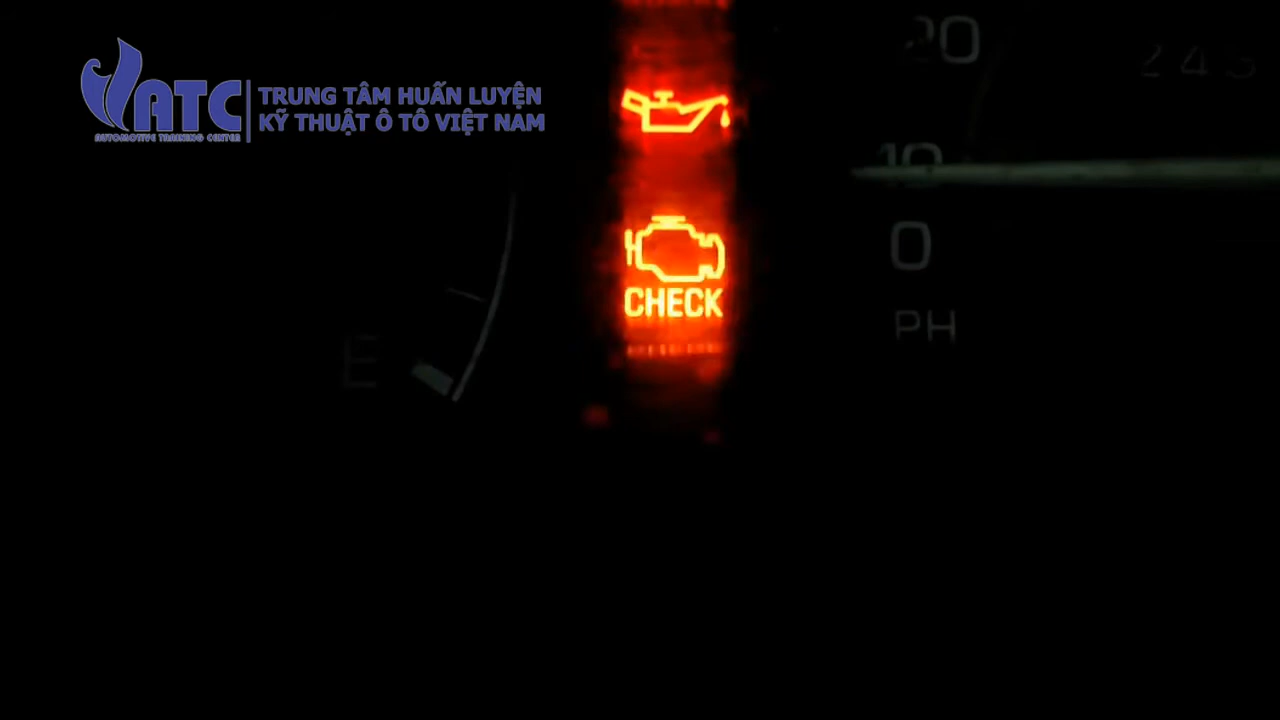 VATC
AUTOMOTIVE TRAINING CENTER
TRUNG TÂM HUẤN LUYỆN
KỸ THUẬT Ô TÔ VIỆT NAM
20
10
0
PH
E
CHECK